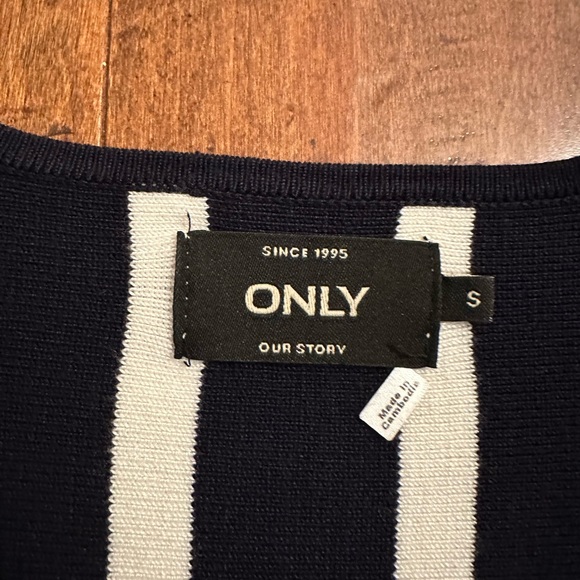 SINCE 1995
ONLY
OUR STORY
S
Made in
Cambodia